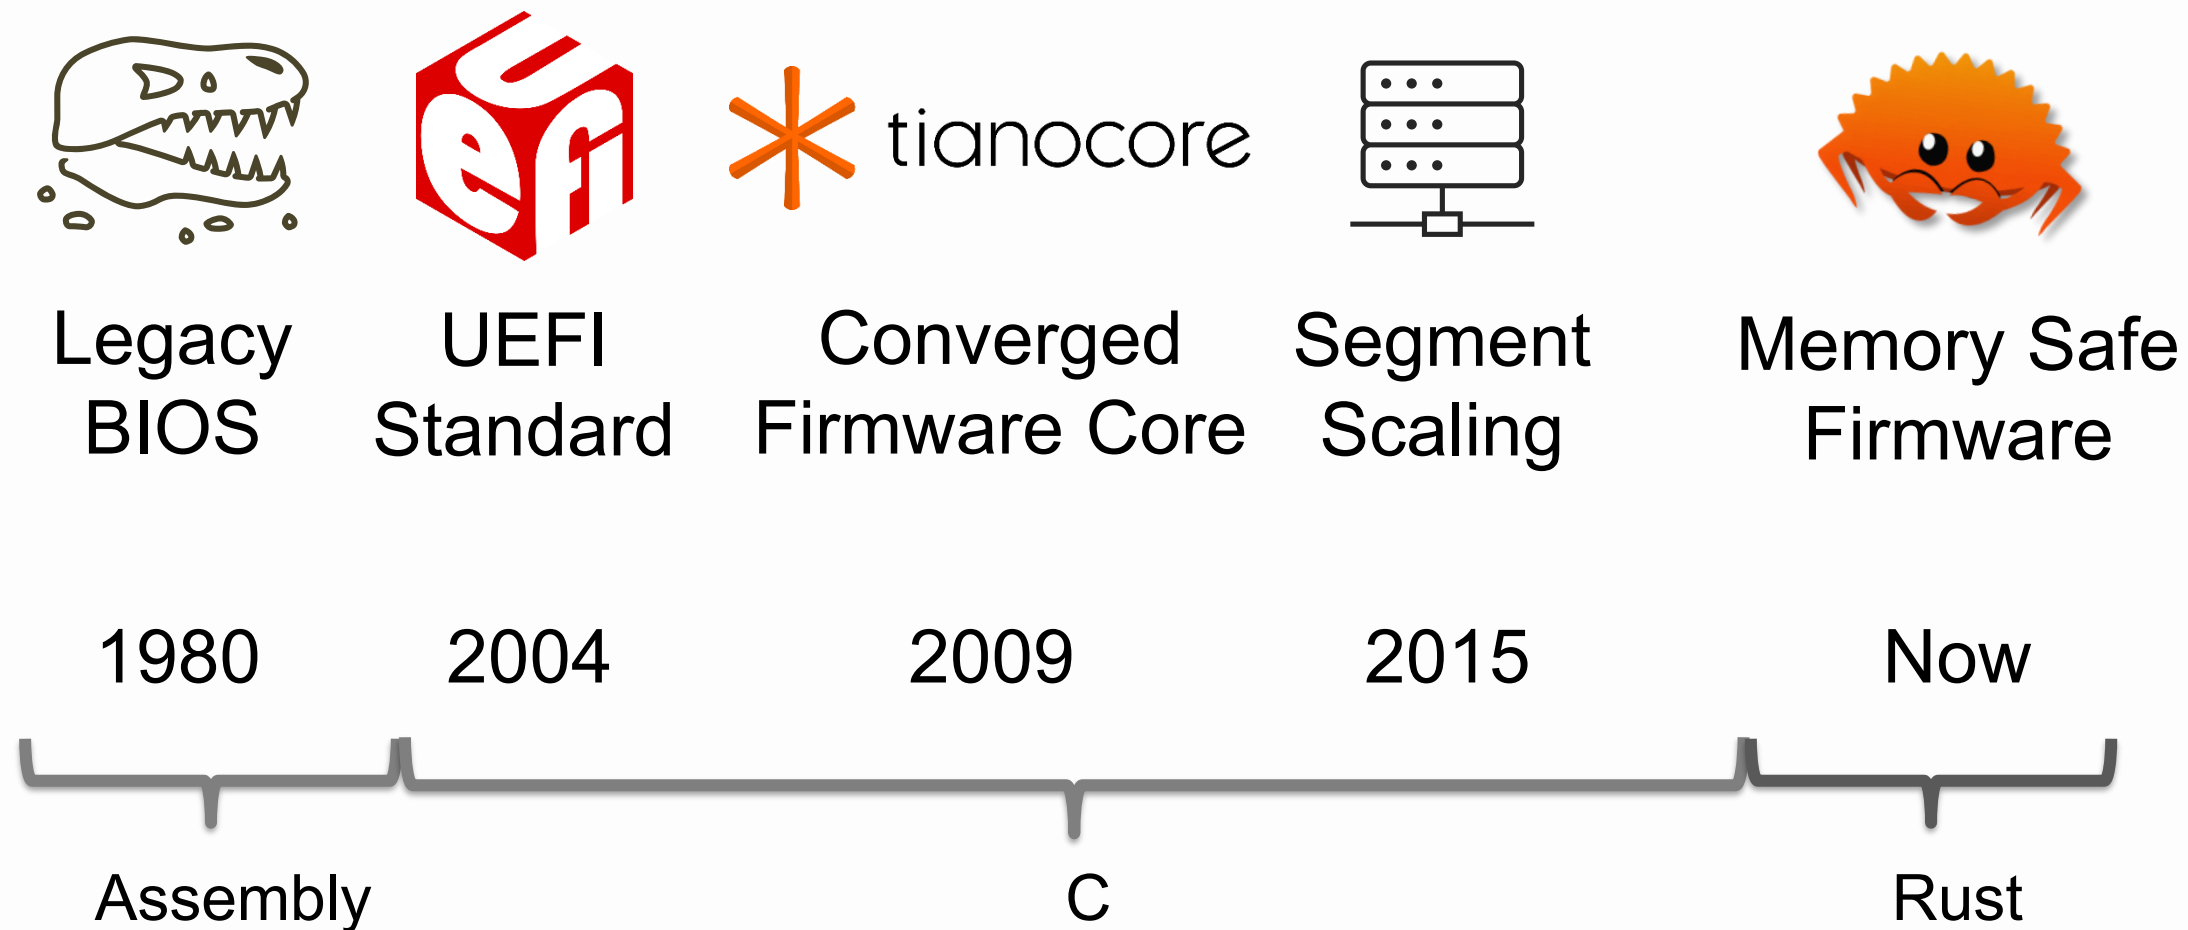 uefi
tianocore
Legacy
BIOS
UEFI
Standard
Converged
Firmware Core
Segment
Scaling
Memory Safe
Firmware
1980
2004
2009
2015
Now
Assembly
C
Rust